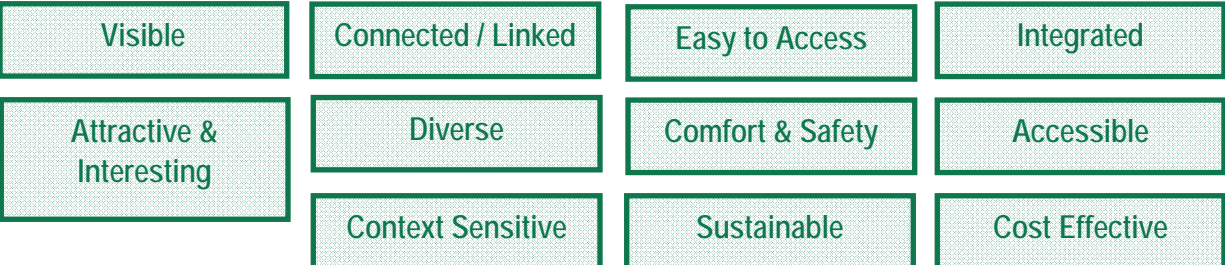 Visible
Connected / Linked
Easy to Access
Integrated
Attractive &
Interesting
Diverse
Comfort & Safety
Accessible
Context Sensitive
Sustainable
Cost Effective